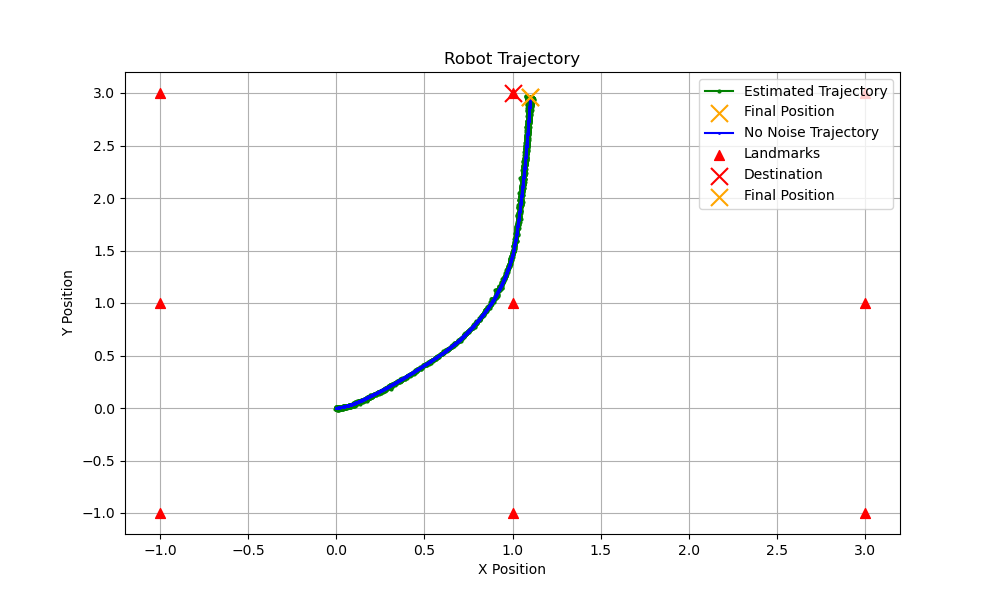 Robot Trajectory
Estimated Trajectory
Final Position
No Noise Trajectory
Landmarks
Destination
Final Position
3.0
2.5
2.0
1.5
1.0
0.5
0.0
−0.5
−1.0
Y Position
−1.0 −0.5 0.0 0.5 1.0 1.5 2.0 2.5 3.0
X Position